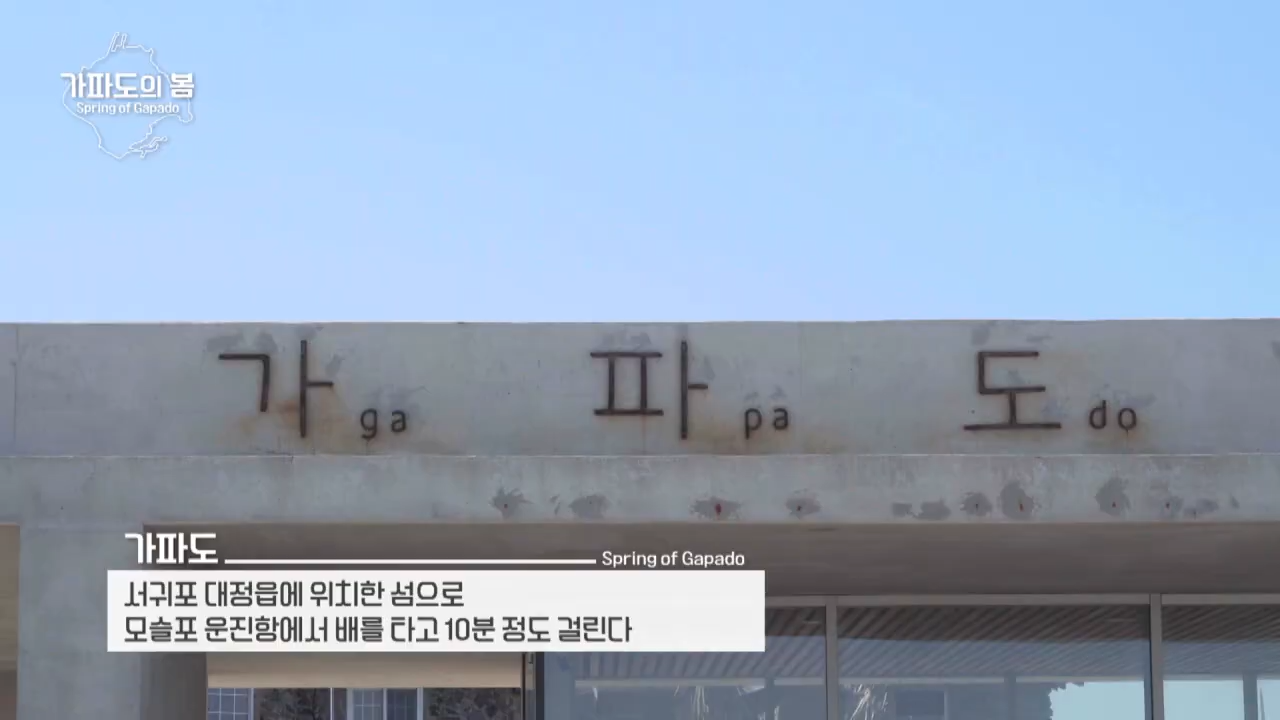 가파도의 봄
Spring of Gapado
가 ga 파 pa 도 do
가파도
Spring of Gapado
서귀포 대정읍에 위치한 섬으로
모슬포 운진항에서 배를 타고 10분 정도 걸린다